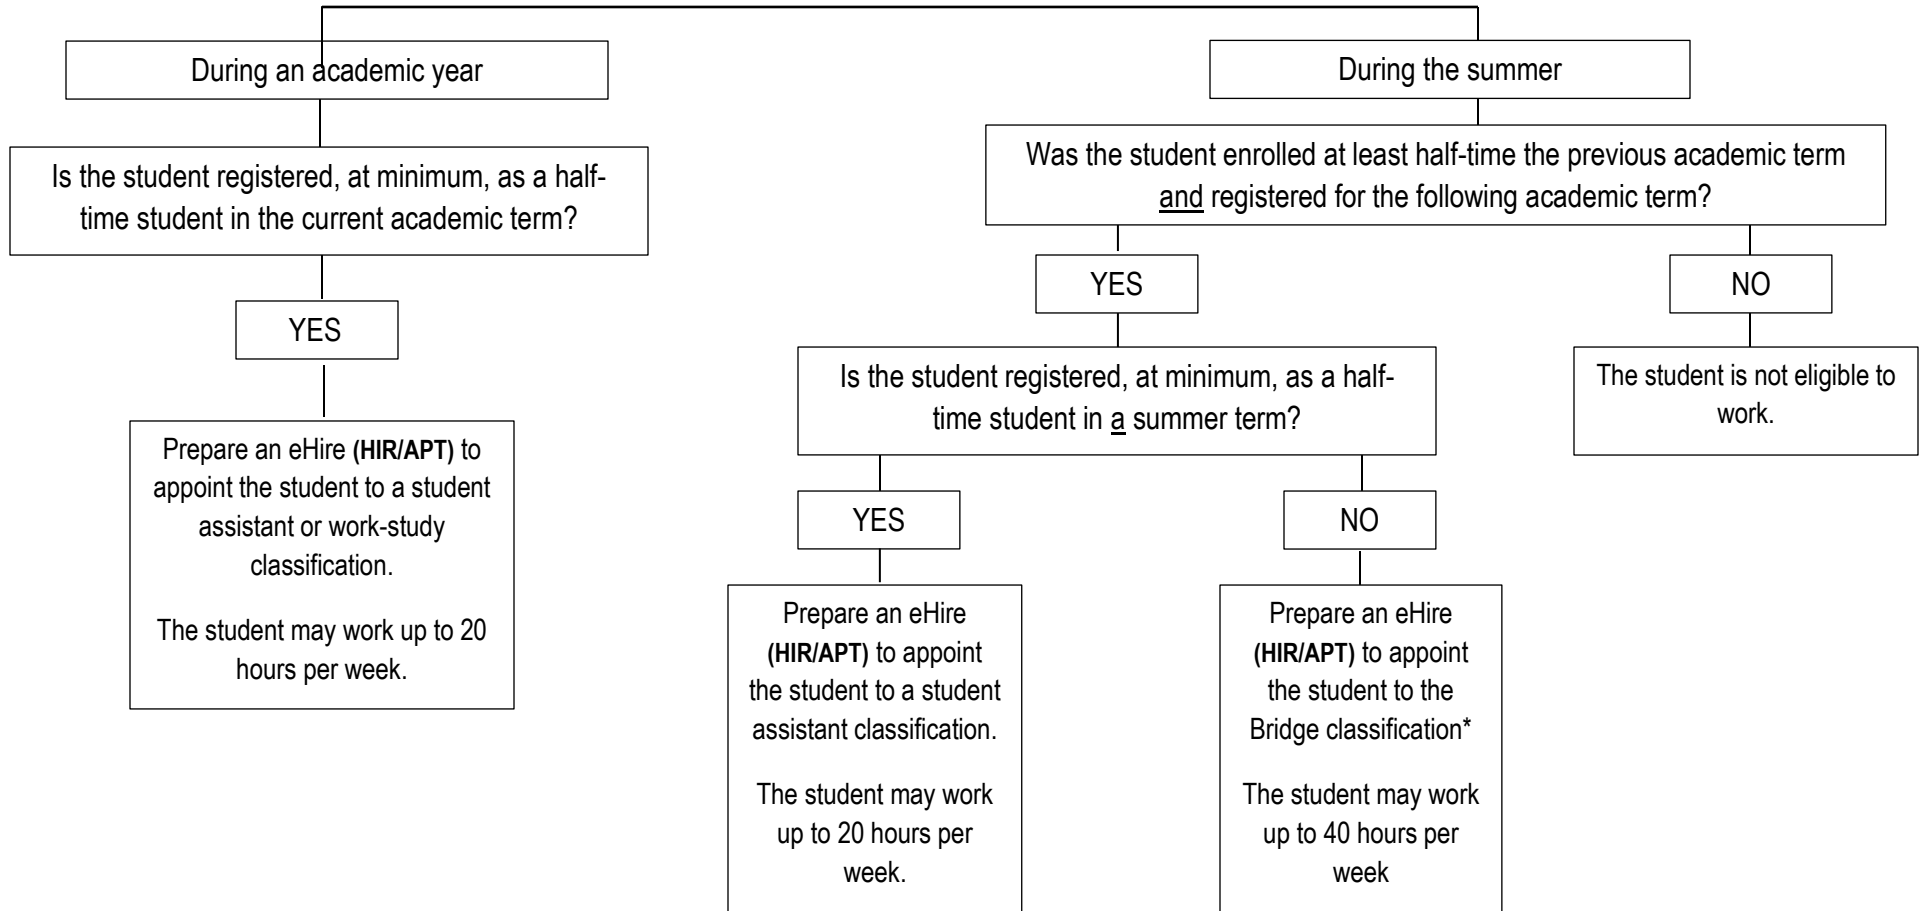 During an academic year
Is the student registered, at minimum, as a half-
time student in the current academic term?
YES
Prepare an eHire (HIR/APT) to
appoint the student to a student
assistant or work-study
classification.
The student may work up to 20
hours per week.
During the summer
Was the student enrolled at least half-time the previous academic term
and registered for the following academic term?
YES
Is the student registered, at minimum, as a half-
time student in a summer term?
YES
Prepare an eHire
(HIR/APT) to appoint
the student to a student
assistant classification.
The student may work
up to 20 hours per
week.
NO
Prepare an eHire
(HIR/APT) to appoint
the student to the
Bridge classification*
The student may work
up to 40 hours per
week
NO
The student is not eligible to
work.